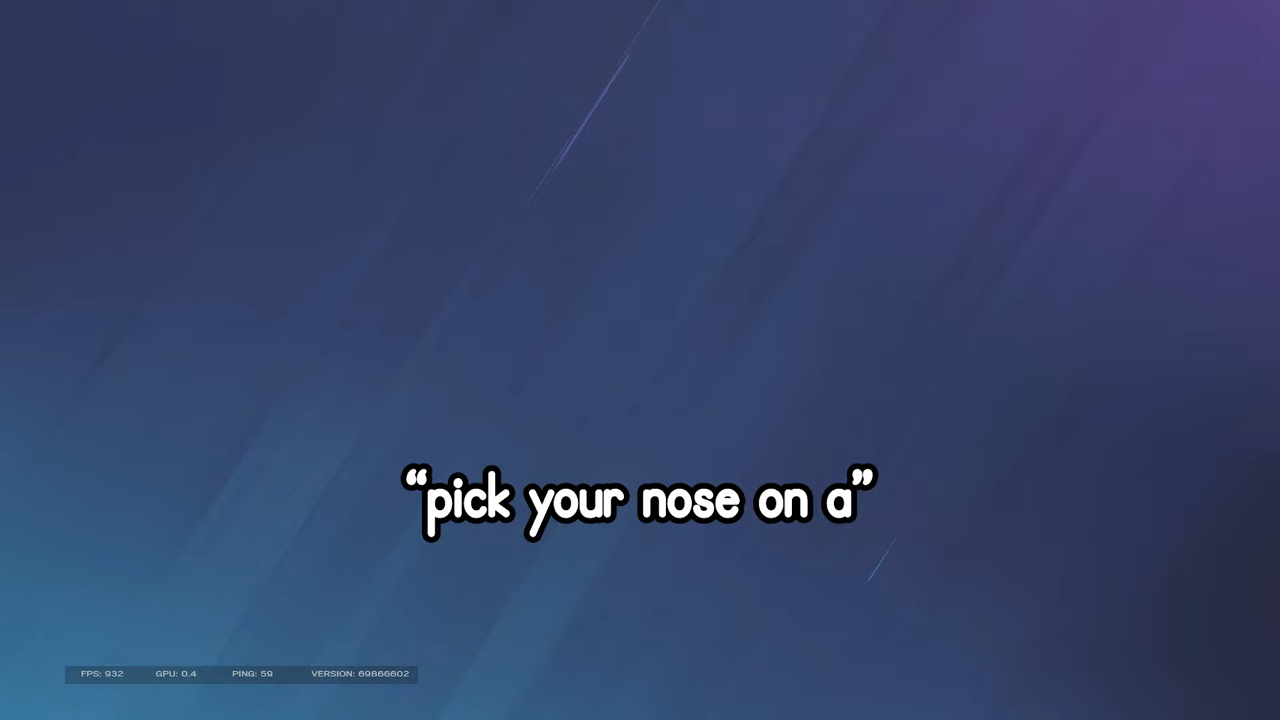 “pick your nose on a”
FPS: 932 GPU: 0.4 PING: 59 VERSION: 69866602